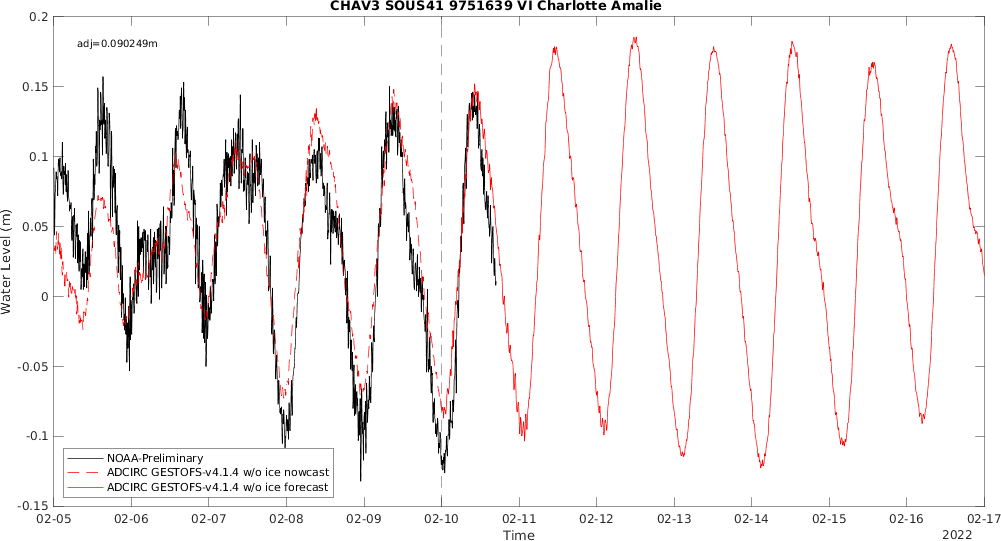 CHAV3 SOUS41 9751639 VI Charlotte Amalie
adj=0.090249m
0.2
0.15
0.1
0.05
0
-0.05
-0.1
-0.15
Water Level (m)
NOAA-Preliminary
ADCIRC GESTOFS-v4.1.4 w/o ice nowcast
ADCIRC GESTOFS-v4.1.4 w/o ice forecast
02-05 02-06 02-07 02-08 02-09 02-10 02-11 02-12 02-13 02-14 02-15 02-16 02-17
Time
2022